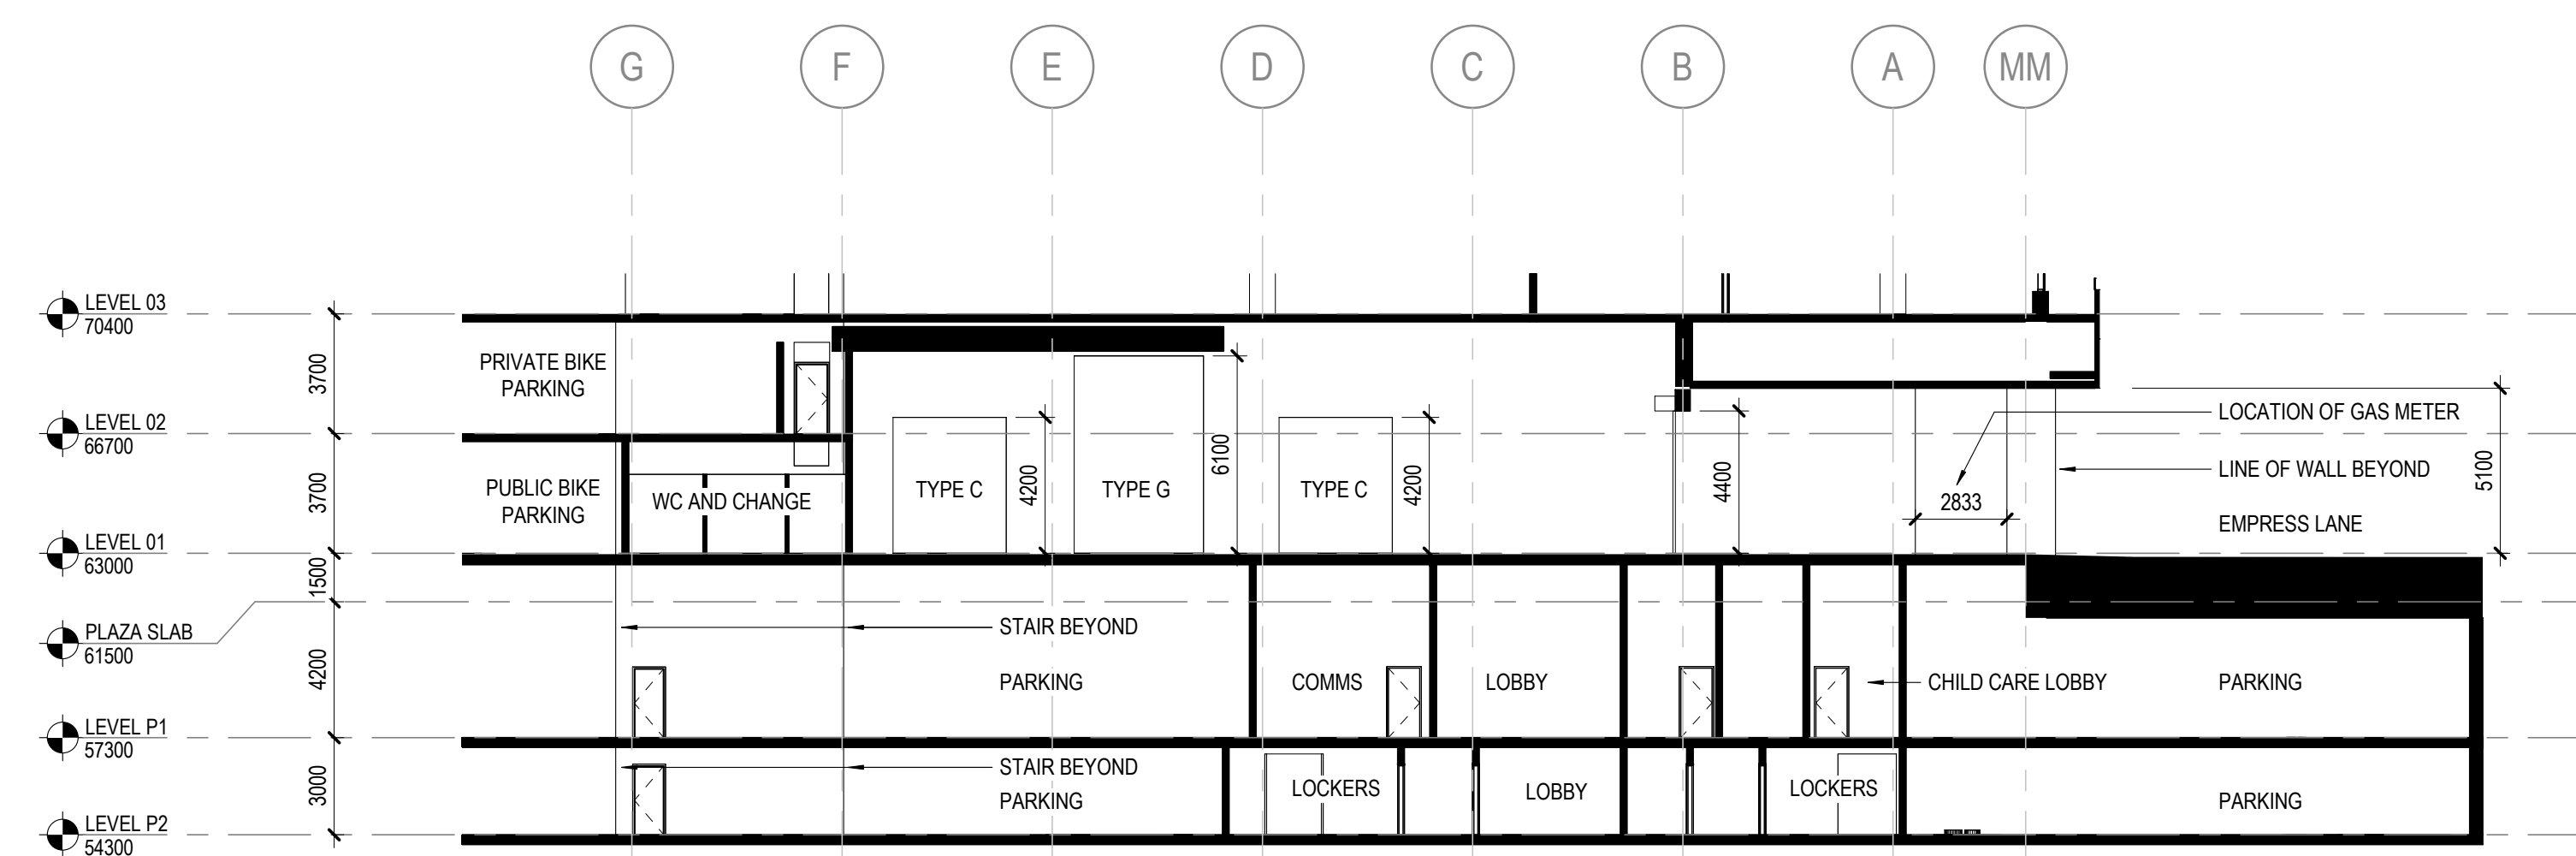 G F E D C B A MM
LEVEL 03
70400
3700
PRIVATE BIKE
PARKING
LEVEL 02
66700
LOCATION OF GAS METER
LINE OF WALL BEYOND
EMPRESS LANE
5100
3700
PUBLIC BIKE
PARKING
WC AND CHANGE
TYPE C
4200
TYPE G
6100
TYPE C
4200
4400
2833
LEVEL 01
63000
1500
PLAZA SLAB
61500
STAIR BEYOND
4200
PARKING
COMMS
LOBBY
CHILD CARE LOBBY
PARKING
LEVEL P1
57300
3000
STAIR BEYOND
PARKING
LOCKERS
LOBBY
LOCKERS
PARKING
LEVEL P2
54300